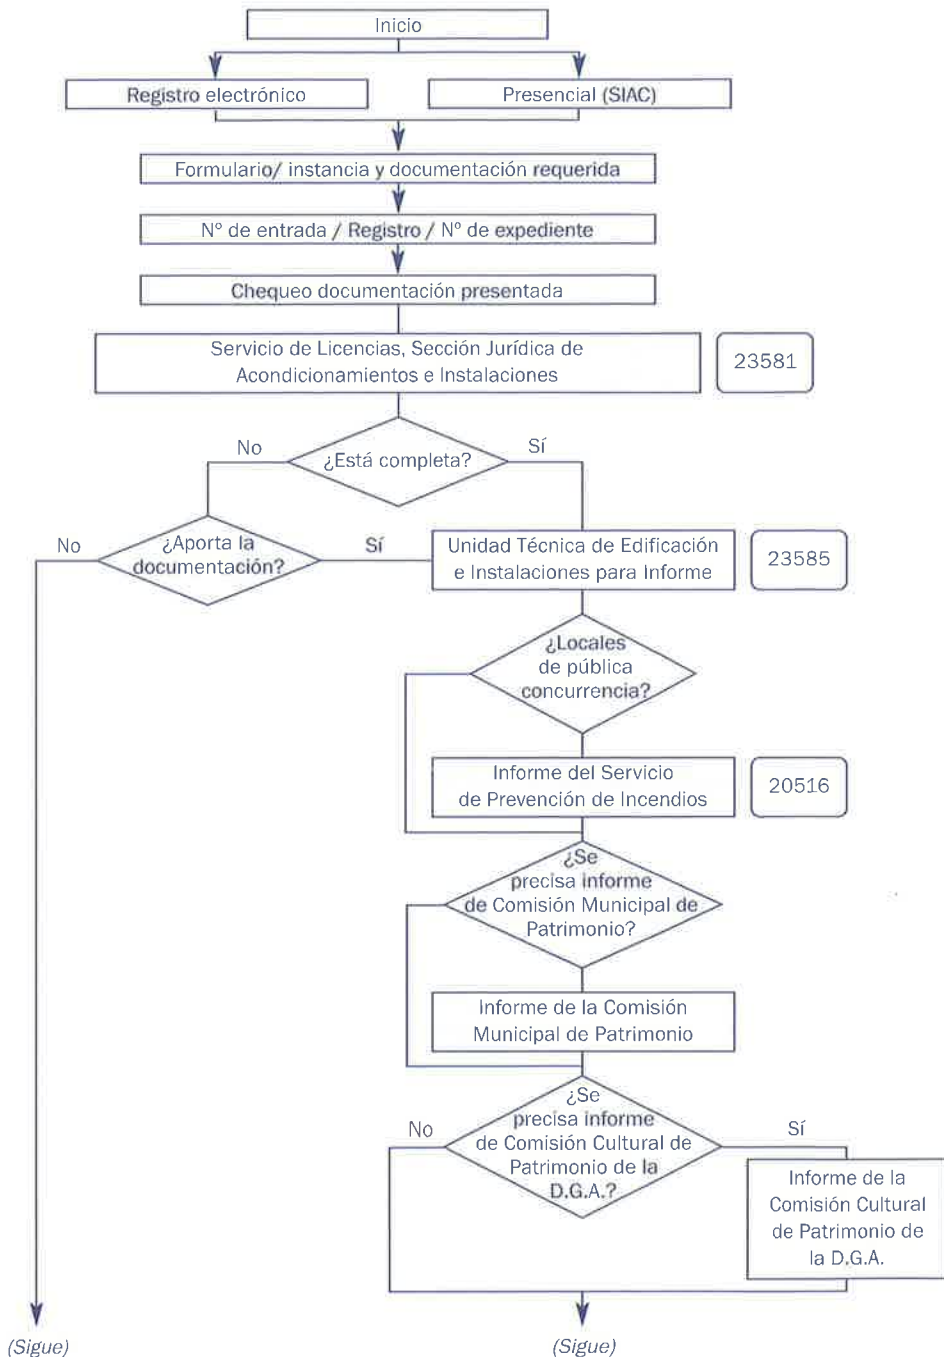 Inicio
Registro electrónico
Presencial (SIAC)
Formulario/ instancia y documentación requerida
Nº de entrada / Registro / Nº de expediente
Chequeo documentación presentada
Servicio de Licencias, Sección Jurídica de
Acondicionamientos e Instalaciones
23581
No
¿Está completa?
Sí
No
¿Aporta la
documentación?
Sí
Unidad Técnica de Edificación
e Instalaciones para Informe
23585
¿Locales
de pública
concurrencia?
Informe del Servicio
de Prevención de Incendios
20516
¿Se
precisa informe
de Comisión Municipal de
Patrimonio?
Informe de la Comisión
Municipal de Patrimonio
No
¿Se
precisa informe
de Comisión Cultural de
Patrimonio de la
D.G.A.?
Sí
Informe de la
Comisión Cultural
de Patrimonio de
la D.G.A.
(Sigue)
(Sigue)